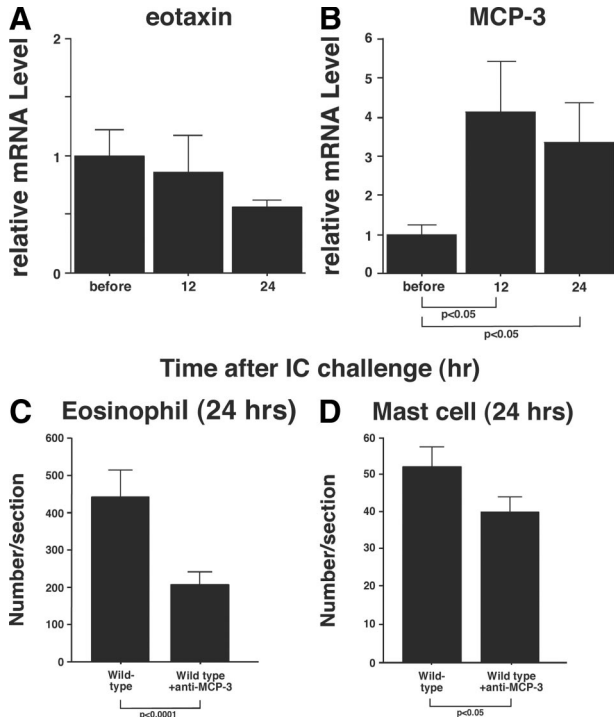 A
eotaxin
relative mRNA Level
2
1
0
before
12
24
B
MCP-3
relative mRNA Level
6
5
4
3
2
1
0
before
12
24
p<0.05
p<0.05
Time after IC challenge (hr)
C
Eosinophil (24 hrs)
Number/section
600
500
400
300
200
100
0
Wild-
type
Wild type
+anti-MCP-3
p<0.0001
D
Mast cell (24 hrs)
Number/section
60
50
40
30
20
10
0
Wild-
type
Wild type
+anti-MCP-3
p<0.05